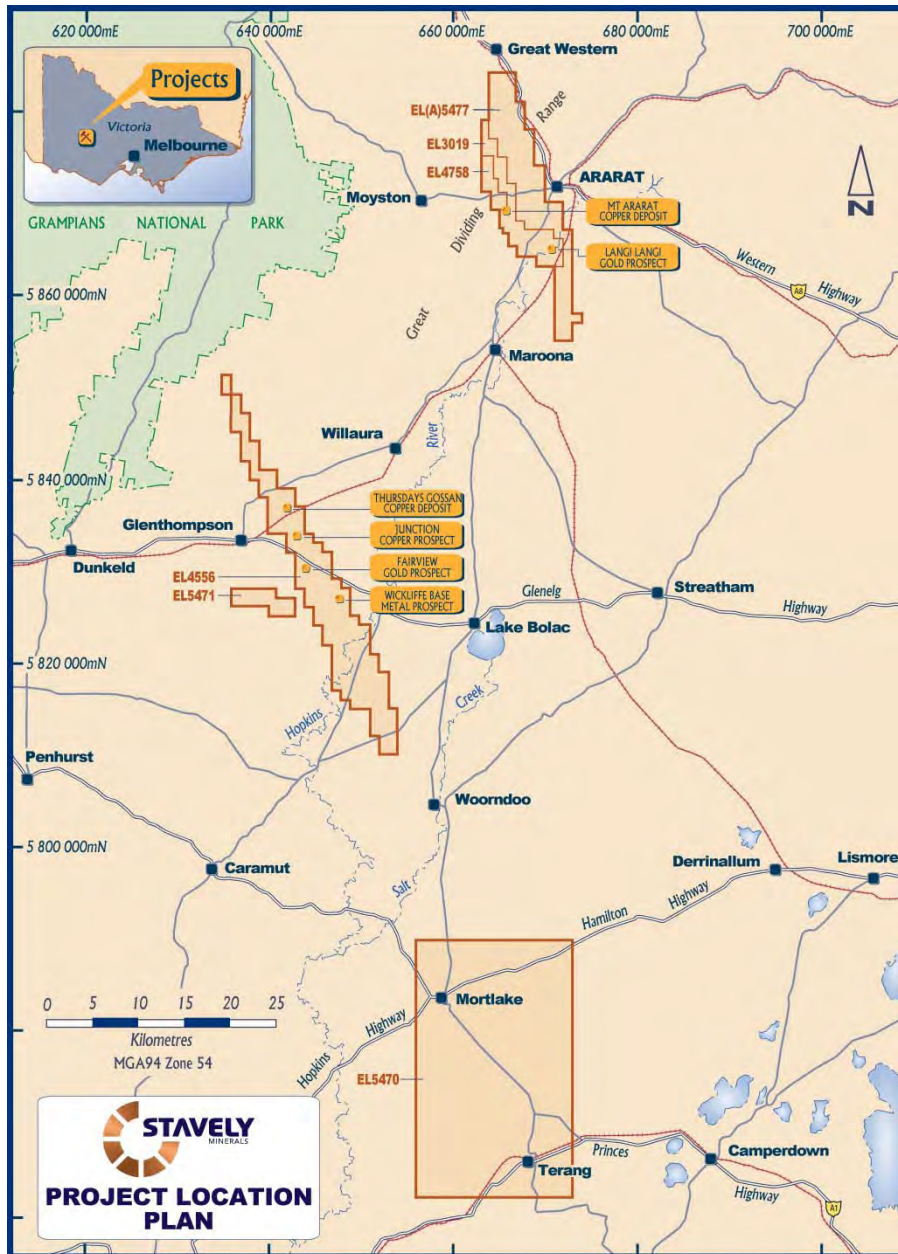 620 000mE
640 000mE
660 000mE
680 000mE
700 000mE
Projects
Victoria
Melbourne
Great Western
EL(A)5477
Range
EL3019
EL4758
ARARAT
Moyston
MT ARARAT
COPPER DEPOSIT
N
GRAMPIANS NATIONAL PARK
Dividing
LANGI LANGI
GOLD PROSPECT
Western
Highway
A8
5 860 000mN
Great
Maroona
Willaura
River
5 840 000mN
THURSDAYS GOSSAN
COPPER DEPOSIT
Glenthompson
JUNCTION
COPPER PROSPECT
Dunkeld
FAIRVIEW
GOLD PROSPECT
EL4556
EL5471
WICKLIFFE BASE
METAL PROSPECT
Glenelg
Streatham
Highway
Lake Bolac
5 820 000mN
Creek
Hopkins
Penhurst
Woorndoo
5 800 000mN
Caramut
Derrinallum
Lismore
Salt
Hamilton
Highway
0 5 10 15 20 25
Kilometres
MGA94 Zone 54
Mortlake
Highway
Hopkins
EL5470
STAVELY
MINERALS
PROJECT LOCATION
PLAN
Terang
Princes
Camperdown
Highway
A1